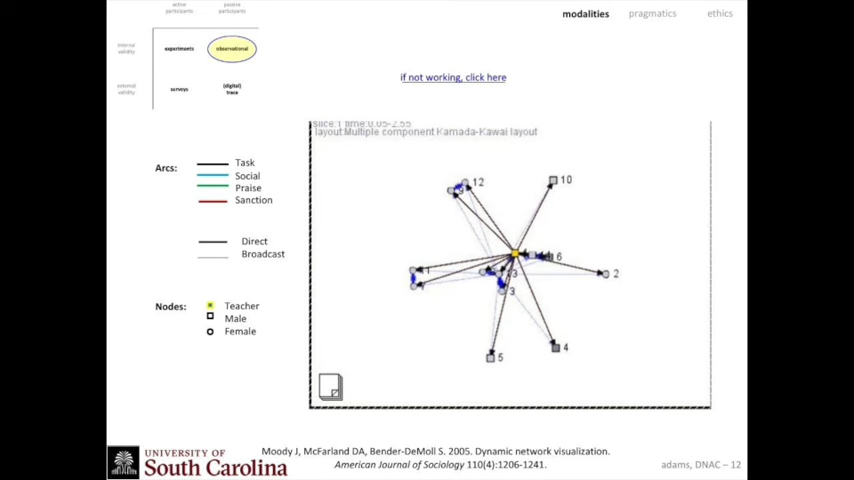 active
participants
passive
participants
modalities
pragmatics
ethics
internal
validity
experiments
observational
external
validity
surveys
(digital)
trace
if not working, click here
slice:1 time:0.05-2.55
layout:Multiple component Kamada-Kawai layout
Arcs:
Task
Social
Praise
Sanction
Direct
Broadcast
Nodes:
Teacher
Male
Female
12
10
6
2
3
4
5
UNIVERSITY OF
South Carolina
Moody J, McFarland DA, Bender-DeMoll S. 2005. Dynamic network visualization.
American Journal of Sociology 110(4):1206-1241.
adams, DNAC – 12